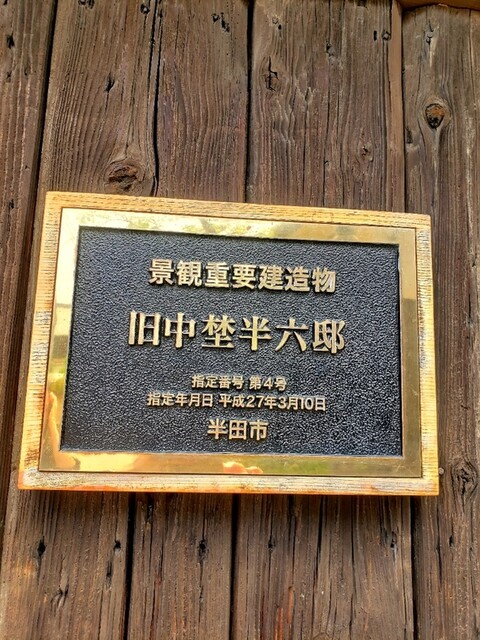 景観重要建造物
旧中埜半六邸
指定番号 第4号
指定年月日 平成27年3月10日
半田市